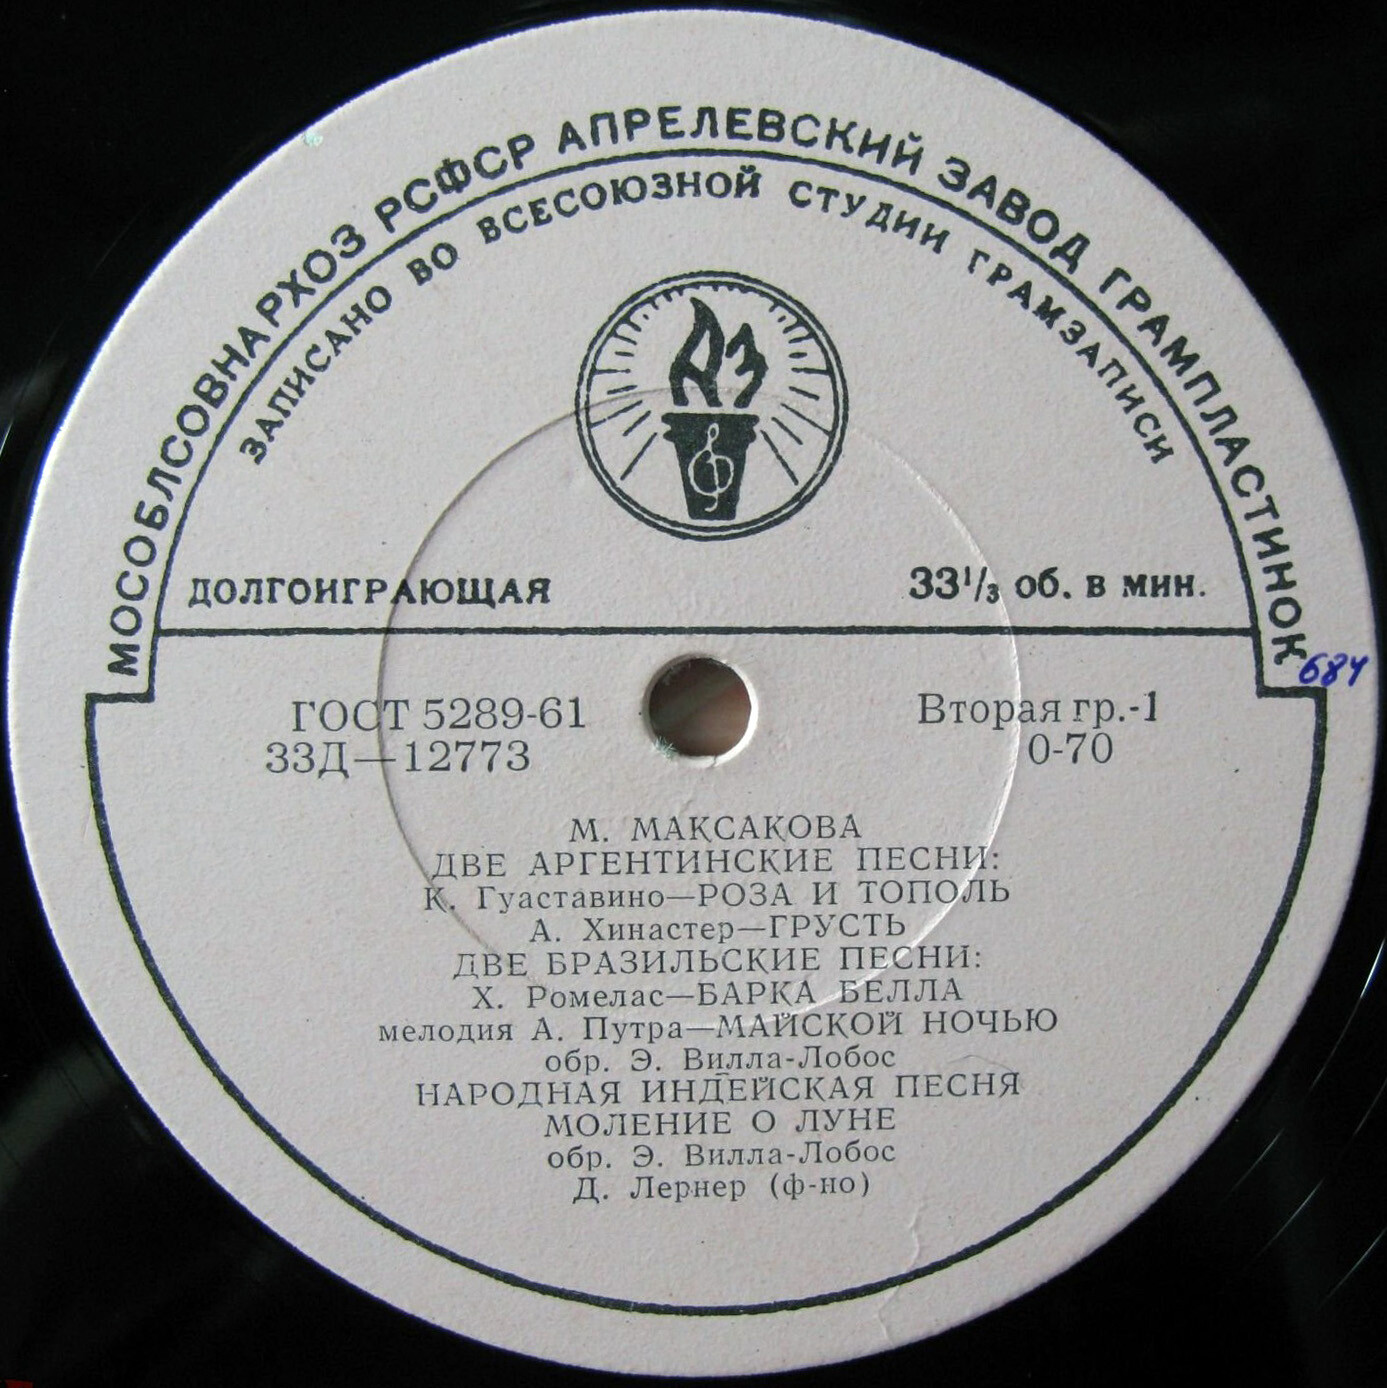 МОСОБЛСОВНАРХОЗ РСФСР АПРЕЛЕВСКИЙ ЗАВОД ГРАМПЛАСТИНОК
ЗАПИСАНО ВО ВСЕСОЮЗНОЙ СТУДИИ ГРАМЗАПИСИ
АЗ
ДОЛГОИГРАЮЩАЯ
33 1/3 об. в мин.
684
ГОСТ 5289-61
Вторая гр.-1
33Д—12773
0-70
М. МАКСАКОВА
ДВЕ АРГЕНТИНСКИЕ ПЕСНИ:
К. Гуаставино—РОЗА И ТОПОЛЬ
А. Хинастер—ГРУСТЬ
ДВЕ БРАЗИЛЬСКИЕ ПЕСНИ:
Х. Ромелас—БАРКА БЕЛЛА
мелодия А. Путра—МАЙСКОЙ НОЧЬЮ
обр. Э. Вилла-Лобос
НАРОДНАЯ ИНДЕЙСКАЯ ПЕСНЯ
МОЛЕНИЕ О ЛУНЕ
обр. Э. Вилла-Лобос
Д. Лернер (ф-но)